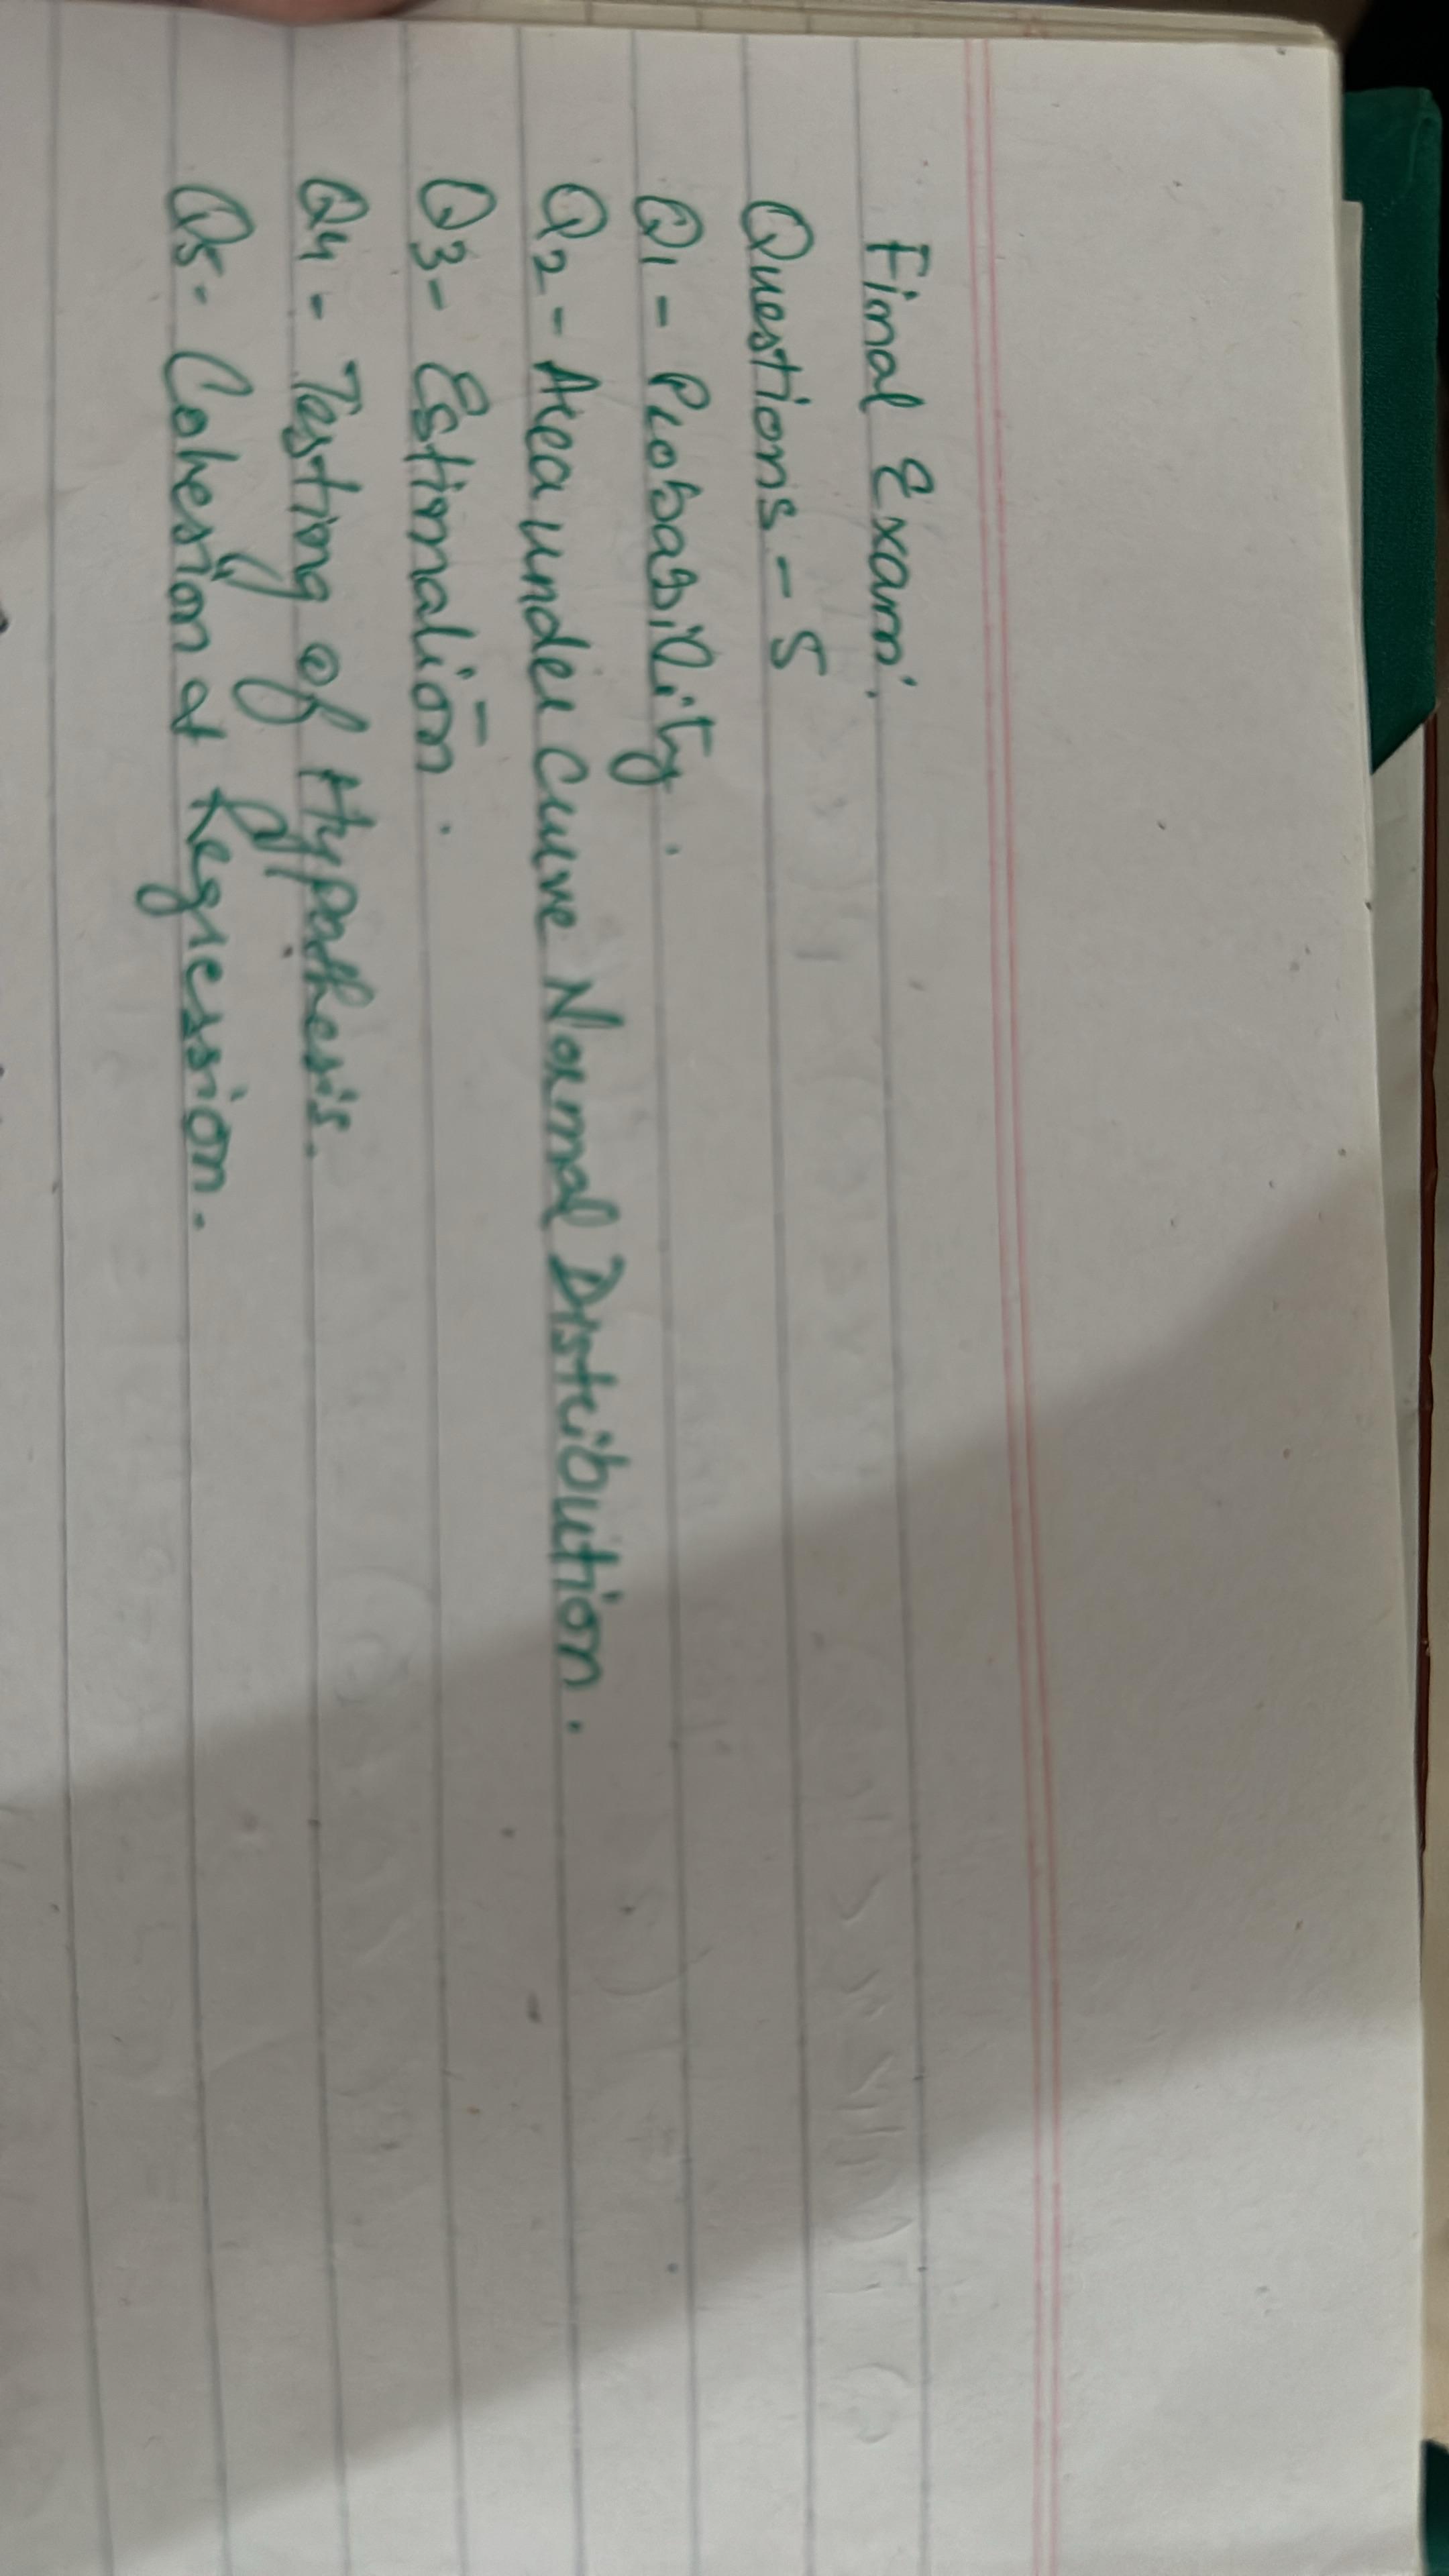 Final Exam:
Questions - 5
Q1 - Probability.
Q2 - Area under Curve Normal Distribution.
Q3 - Estimation.
Q4 - Testing of Hypothesis.
Q5 - Cohesion & Regression.